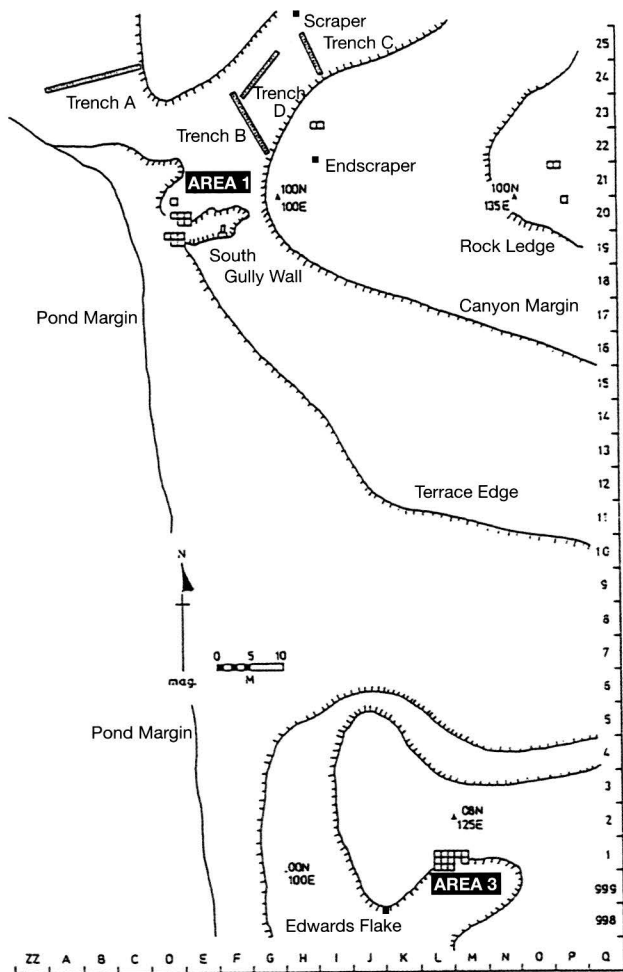 Scraper
Trench C
Trench A
Trench
D
Trench B
Endscraper
AREA 1
100N
100E
100N
135E
South
Gully Wall
Rock Ledge
Canyon Margin
Pond Margin
Terrace Edge
N
mag.
0 5 10
M
Pond Margin
08N
125E
00N
100E
AREA 3
Edwards Flake
25
24
23
22
21
20
19
18
17
16
15
14
13
12
11
10
9
8
7
6
5
4
3
2
1
999
998
ZZ A B C D E F G H I J K L M N O P Q